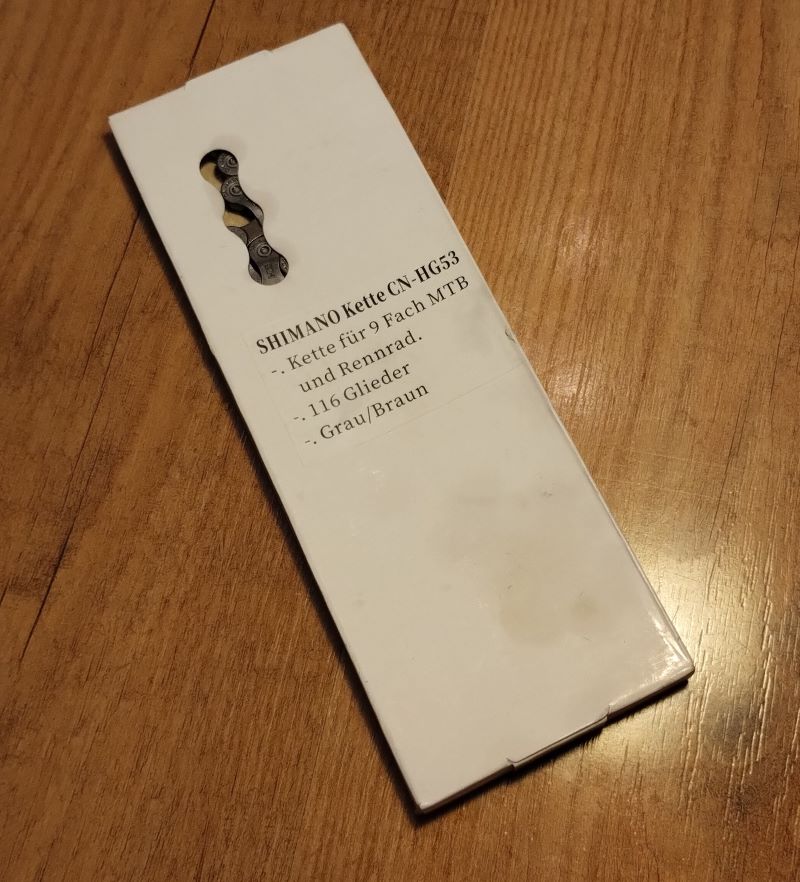 SHIMANO Kette CN-HG53
-. Kette für 9 Fach MTB
und Rennrad.
-. 116 Glieder
-. Grau/Braun